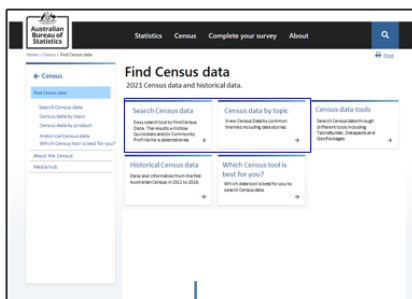 Australian
Bureau of
Statistics
Statistics Census Complete your survey About
Home > Census > Find Census data
Print
← Census
Find Census data
Search Census data
Census data by topic
Census data by product
Historical Census data
Which Census tool is best for you?
About the Census
Media hub
Find Census data
2021 Census data and historical data.
Search Census data
Easy search tool to find Census
Data. The results will show
QuickStats and/or Community
Profiles for a selected area.
Census data by topic
View Census Data by common
themes including data stories.
Census data tools
Search Census data through
different tools including
TableBuilder, Datapacks and
GeoPackages
Historical Census data
Data and information from the first
Australian Census in 1911 to 2016.
Which Census tool is
best for you?
Which data tool is best for you to
search Census data